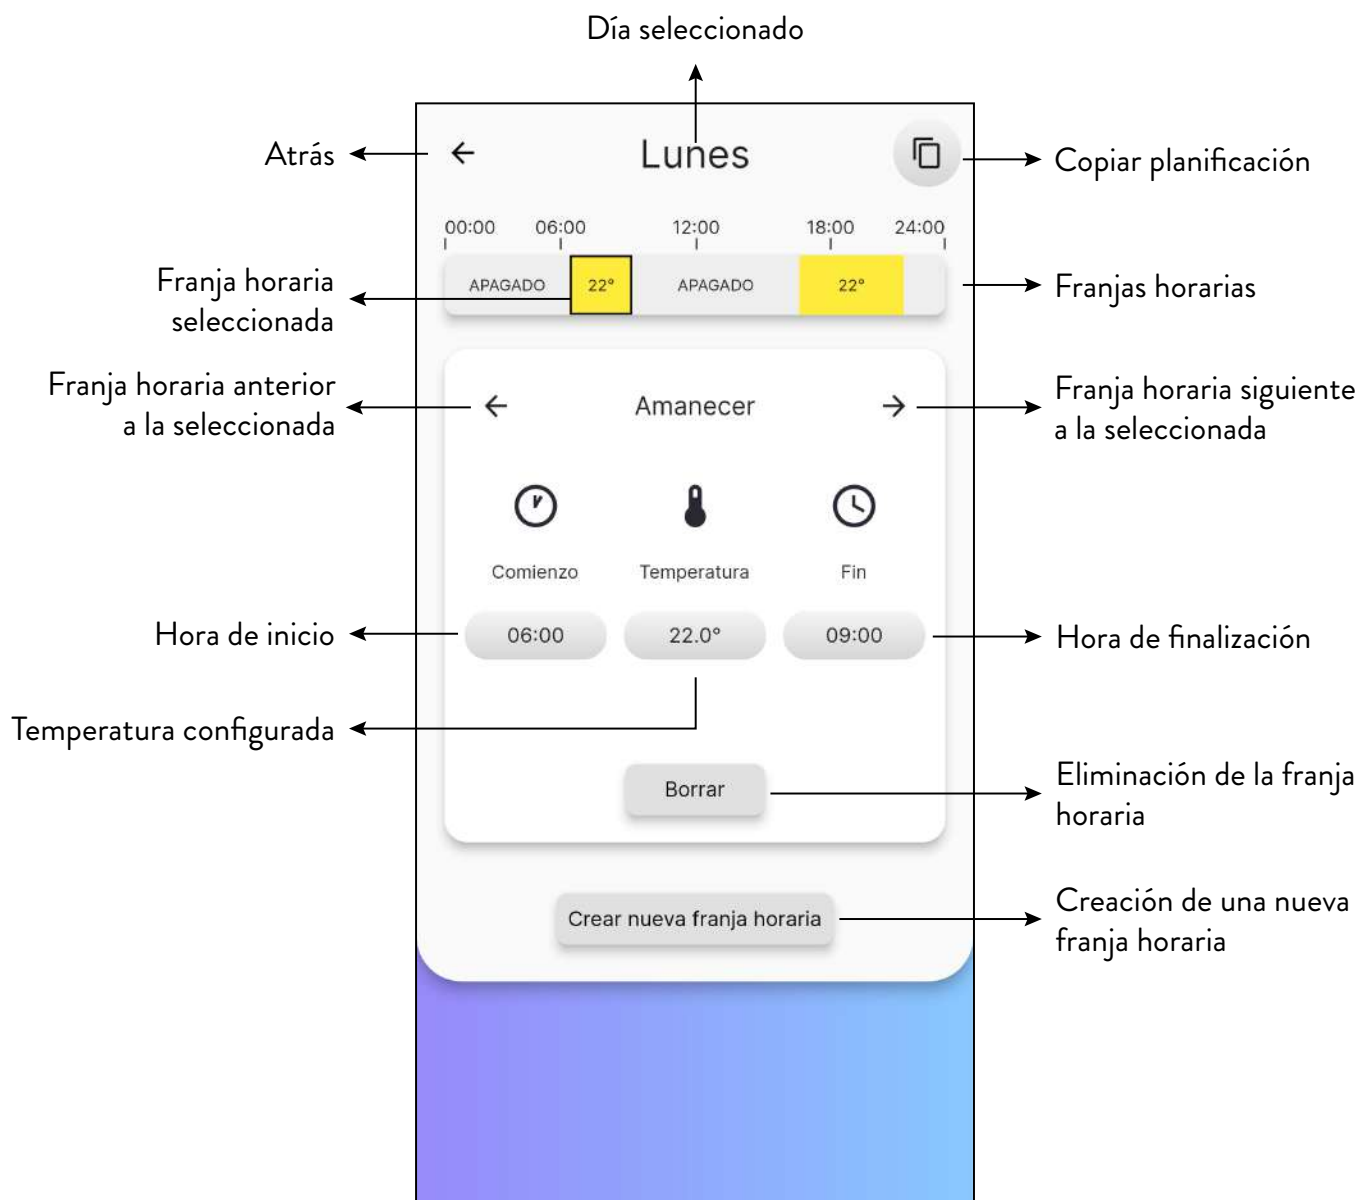 Día seleccionado
Atrás
Lunes
Copiar planificación
00:00 06:00 12:00 18:00 24:00
Franja horaria
seleccionada
APAGADO 22° APAGADO 22°
Franjas horarias
Franja horaria anterior
a la seleccionada
Amanecer
Franja horaria siguiente
a la seleccionada
Comienzo Temperatura Fin
Hora de inicio
06:00 22.0° 09:00
Hora de finalización
Temperatura configurada
Borrar
Eliminación de la franja
horaria
Crear nueva franja horaria
Creación de una nueva
franja horaria